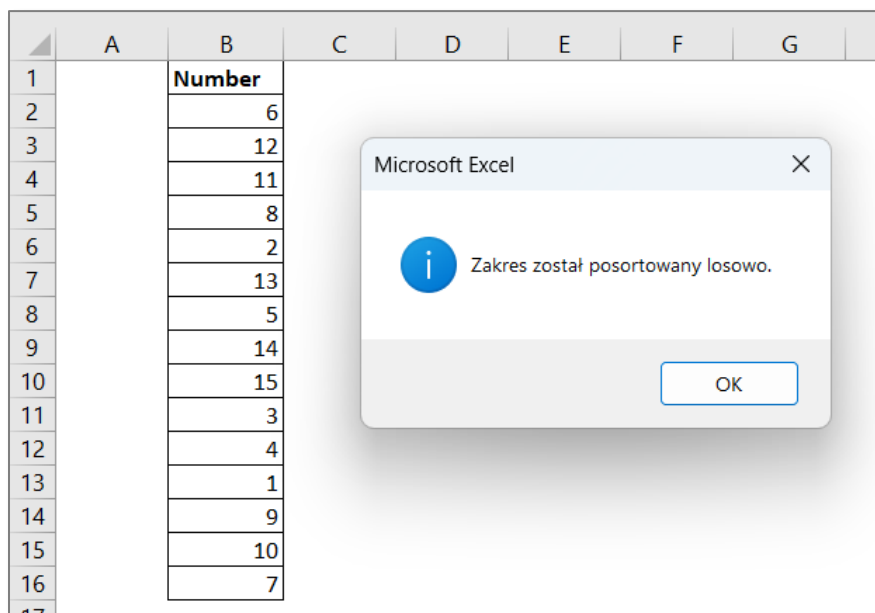 A B C D E F G
1 Number
2 6
3 12
4 11
5 8
6 2
7 13
8 5
9 14
10 15
11 3
12 4
13 1
14 9
15 10
16 7
17
Microsoft Excel
i
Zakres został posortowany losowo.
OK